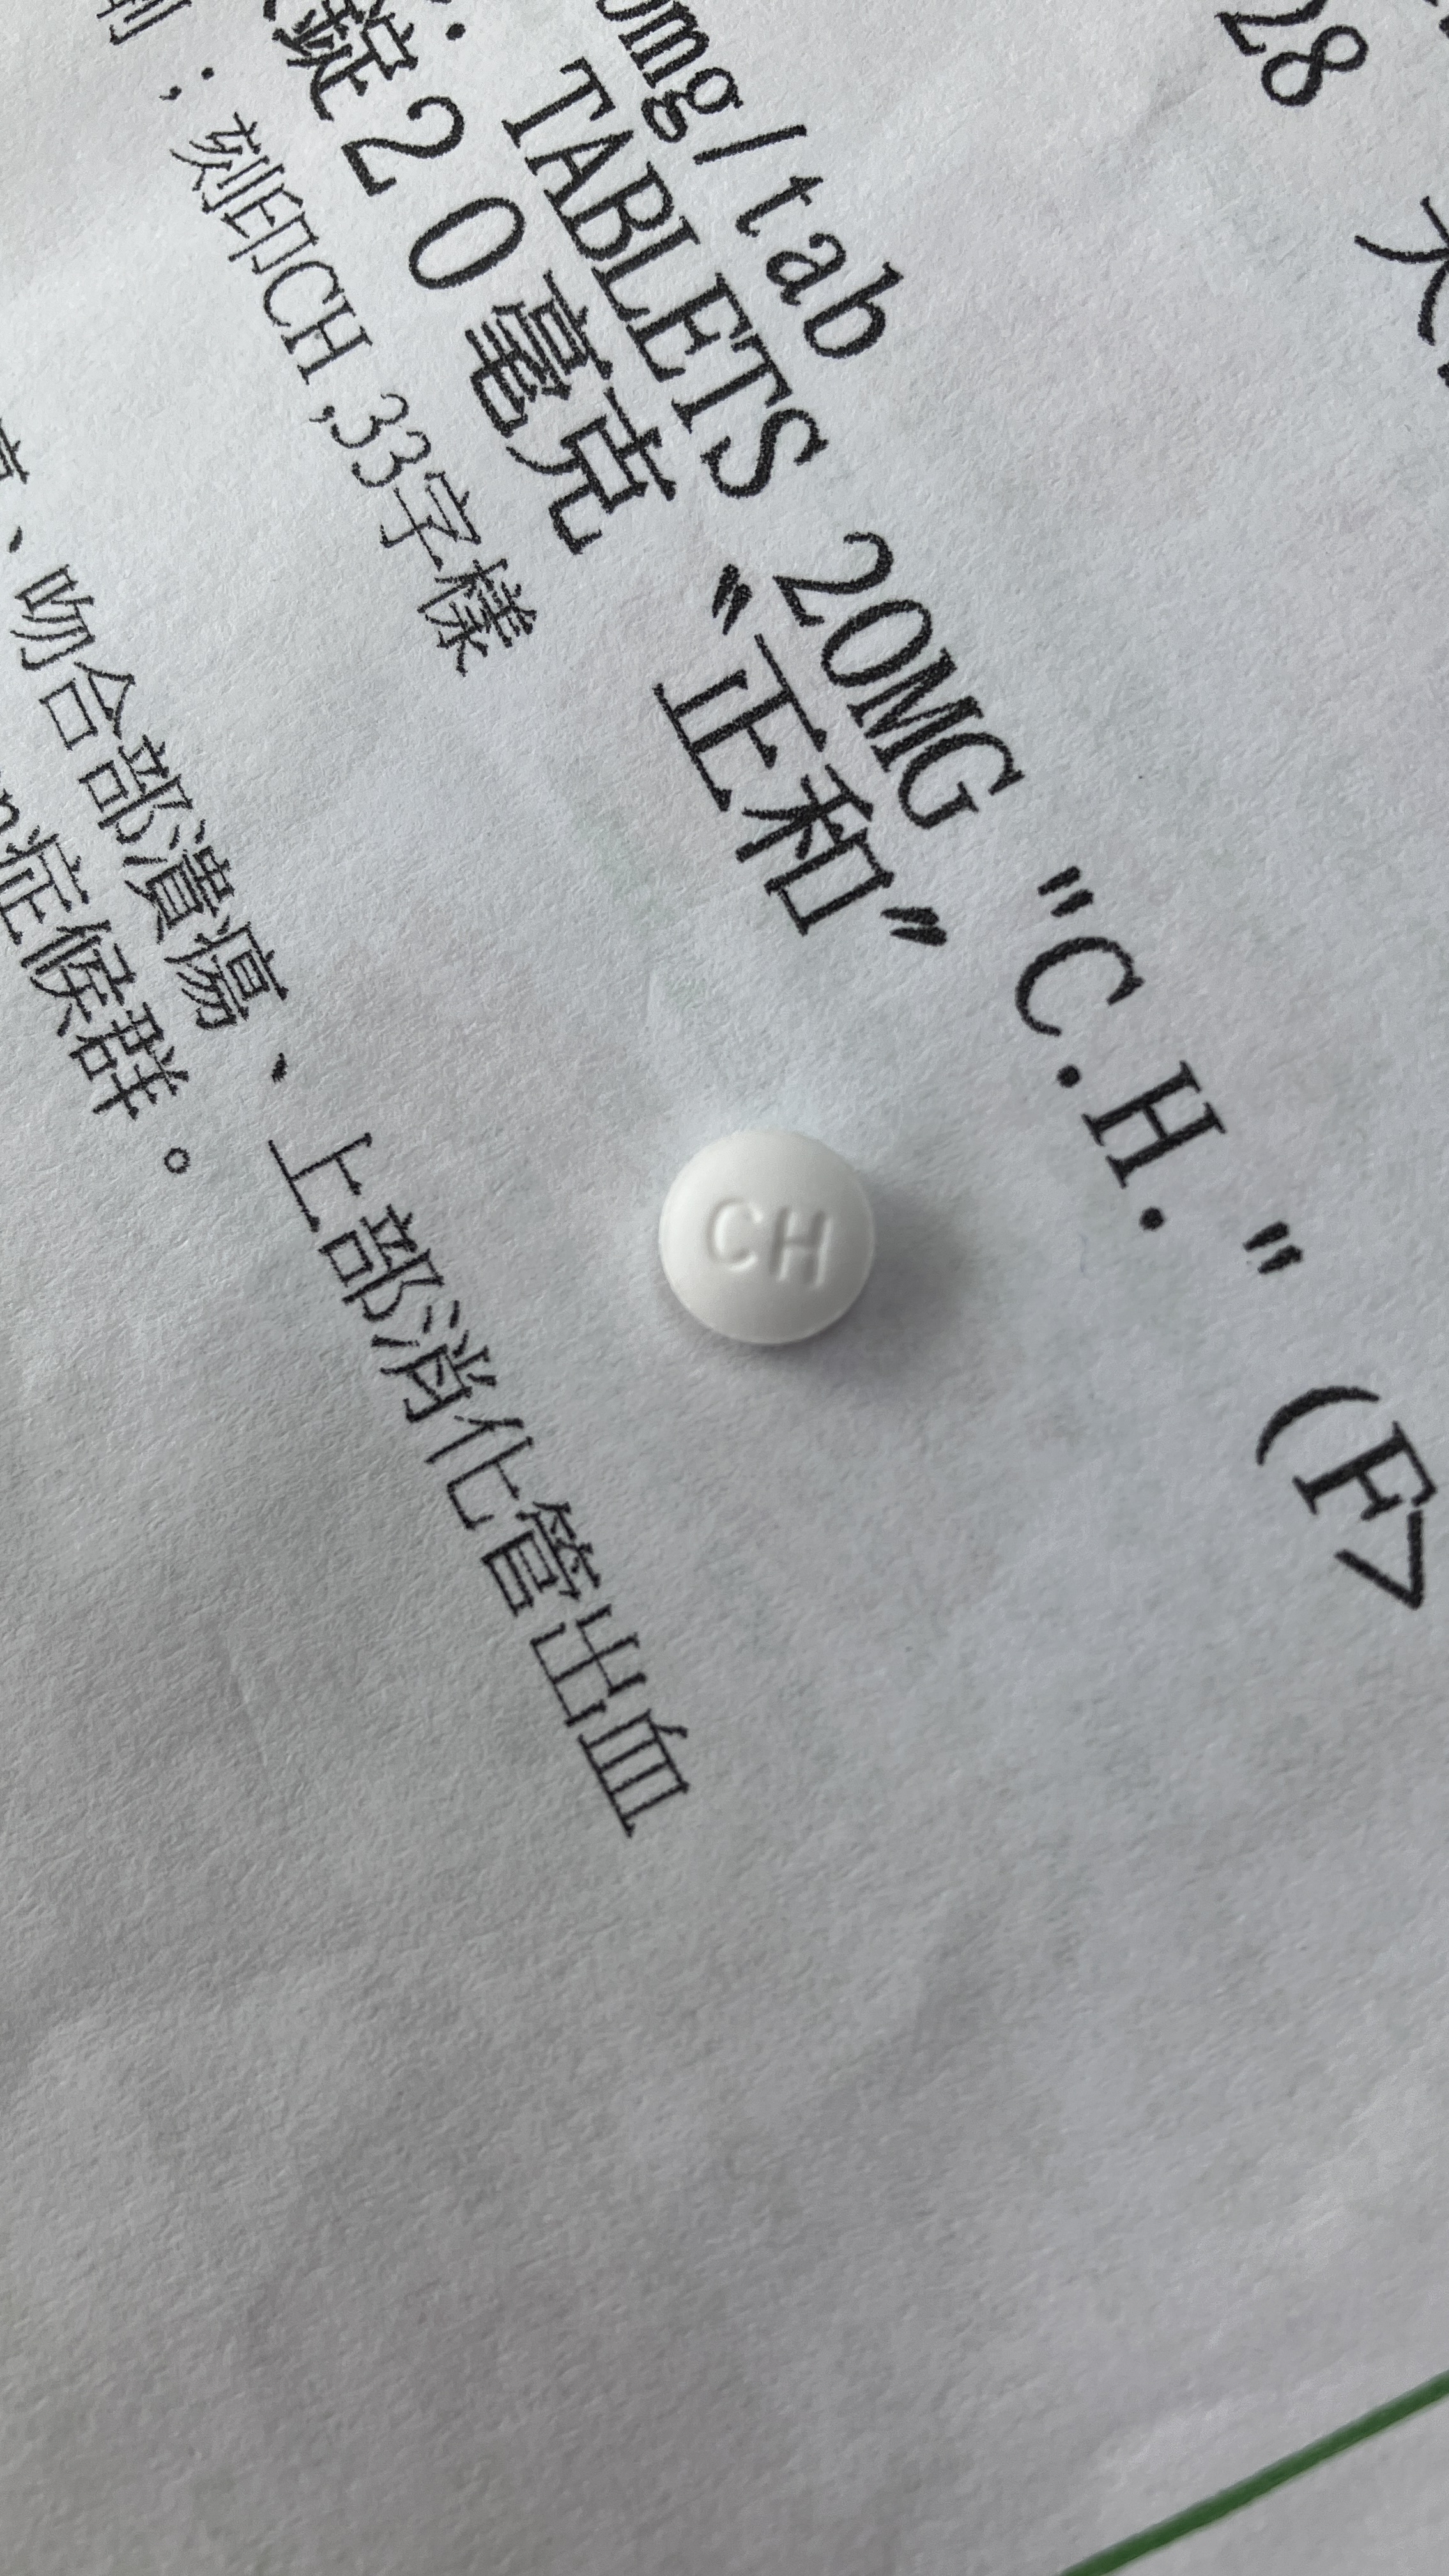 28
mg/tab
TABLETS 20MG "C.H." (F
錠20毫克 “正和”
;刻印CH,33字樣
、吻合部潰瘍、上部消化管出血
症候群。
CH